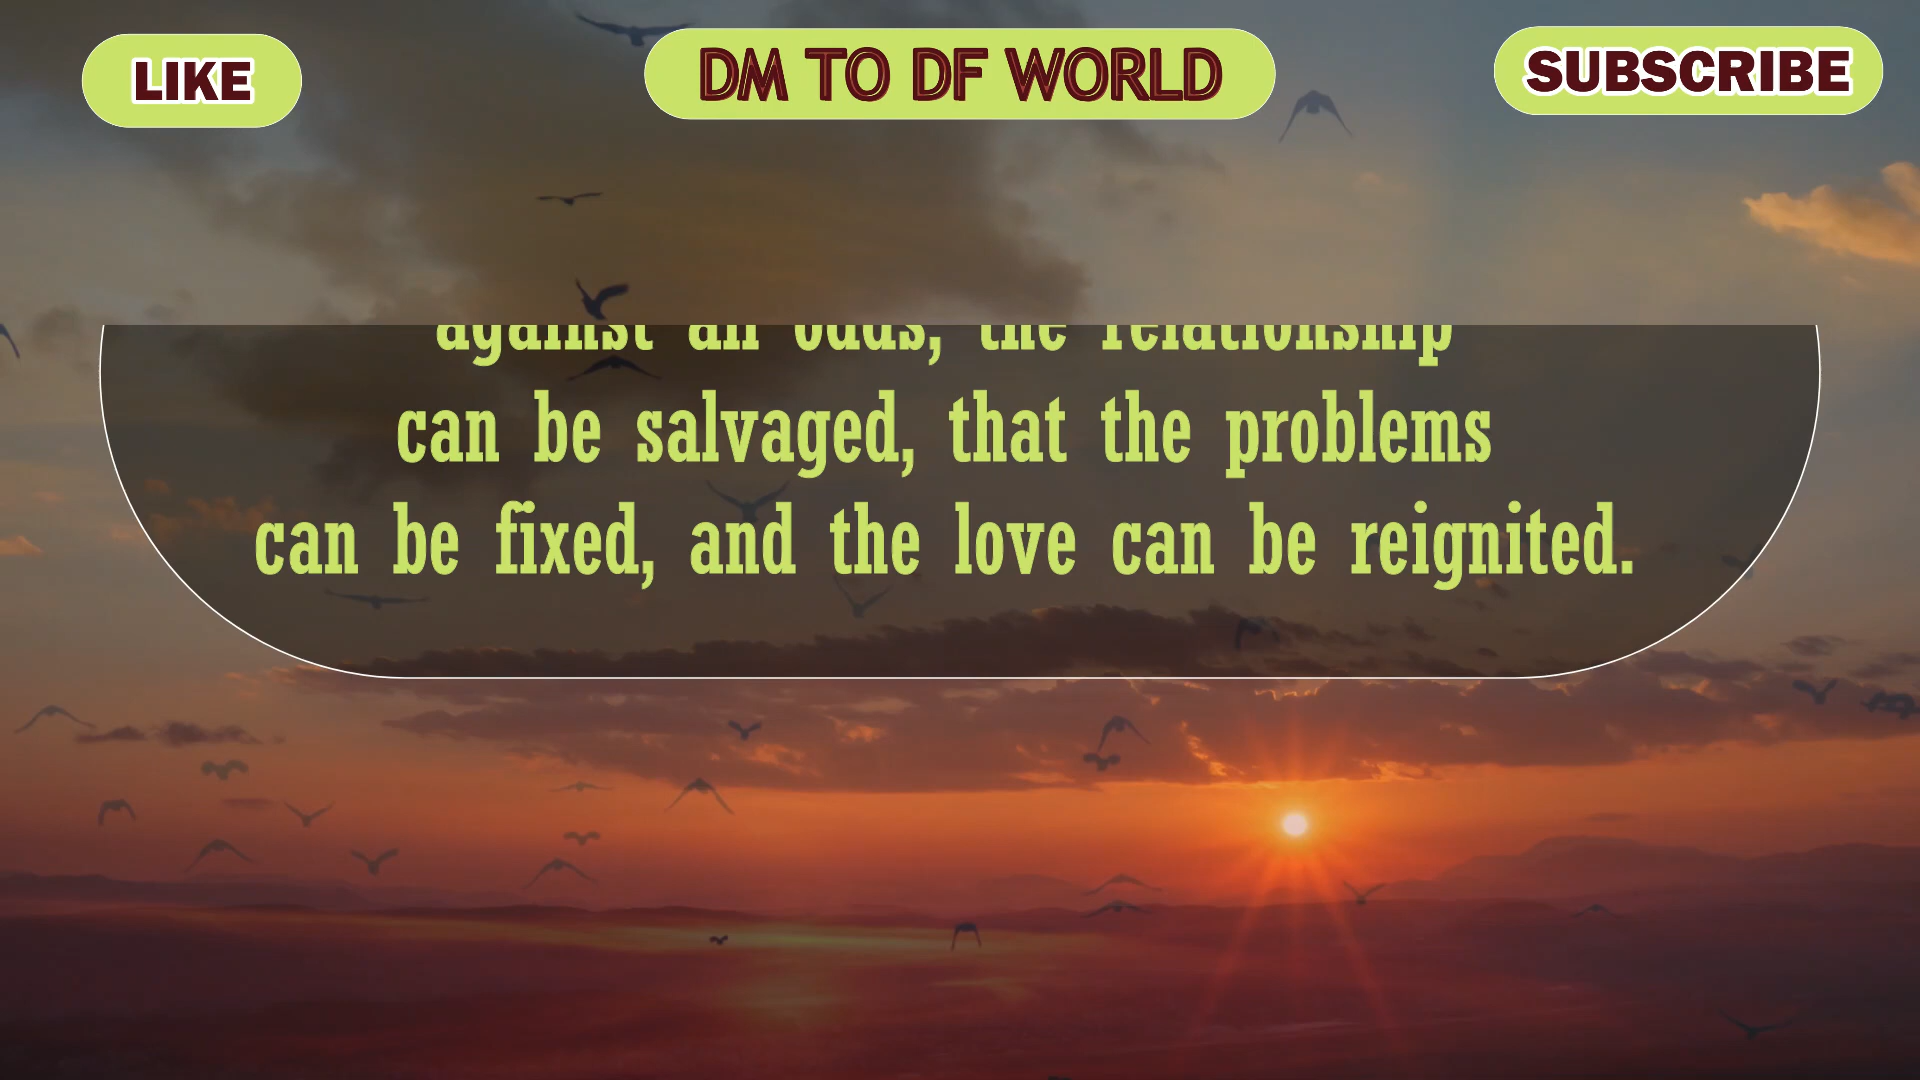 LIKE
DM TO DF WORLD
SUBSCRIBE
against all odds, the relationship
can be salvaged, that the problems
can be fixed, and the love can be reignited.